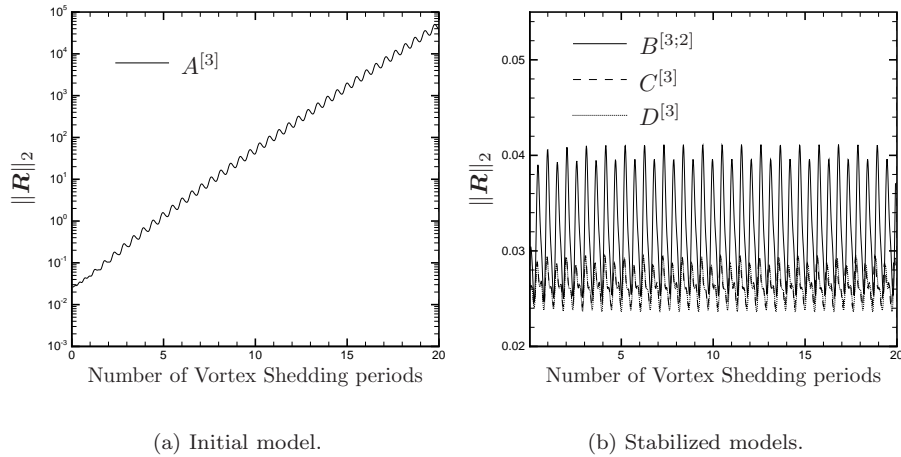 10^5
10^4
10^3
10^2
10^1
10^0
10^-1
10^-2
10^-3
‖R‖₂
A^[3]
0 5 10 15 20
Number of Vortex Shedding periods
(a) Initial model.
0.05
0.04
0.03
0.02
‖R‖₂
B^[3;2]
C^[3]
D^[3]
5 10 15 20
Number of Vortex Shedding periods
(b) Stabilized models.